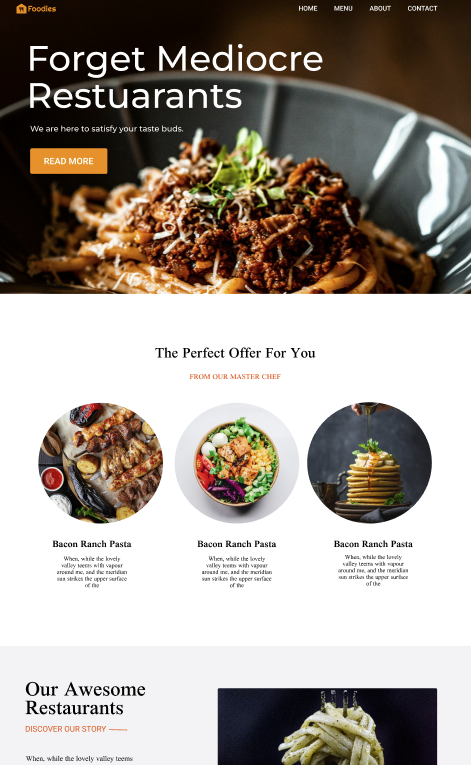 Foodies
HOME MENU ABOUT CONTACT
Forget Mediocre
Restuarants
We are here to satisfy your taste buds.
READ MORE
The Perfect Offer For You
FROM OUR MASTER CHEF
Bacon Ranch Pasta
When, while the lovely
valley teems with vapour
around me, and the meridian
sun strikes the upper surface
of the
Bacon Ranch Pasta
When, while the lovely
valley teems with vapour
around me, and the meridian
sun strikes the upper surface
of the
Bacon Ranch Pasta
When, while the lovely
valley teems with vapour
around me, and the meridian
sun strikes the upper surface
of the
Our Awesome
Restaurants
DISCOVER OUR STORY
When, while the lovely valley teems